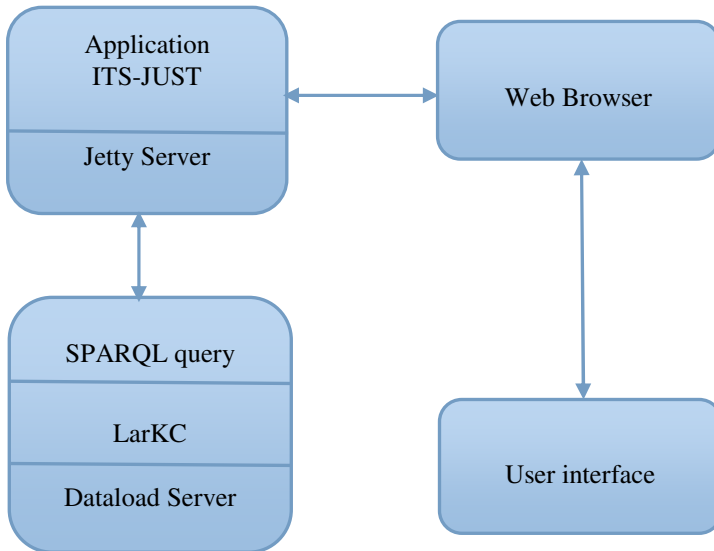 Application
ITS-JUST
Jetty Server
Web Browser
SPARQL query
LarKC
Dataload Server
User interface